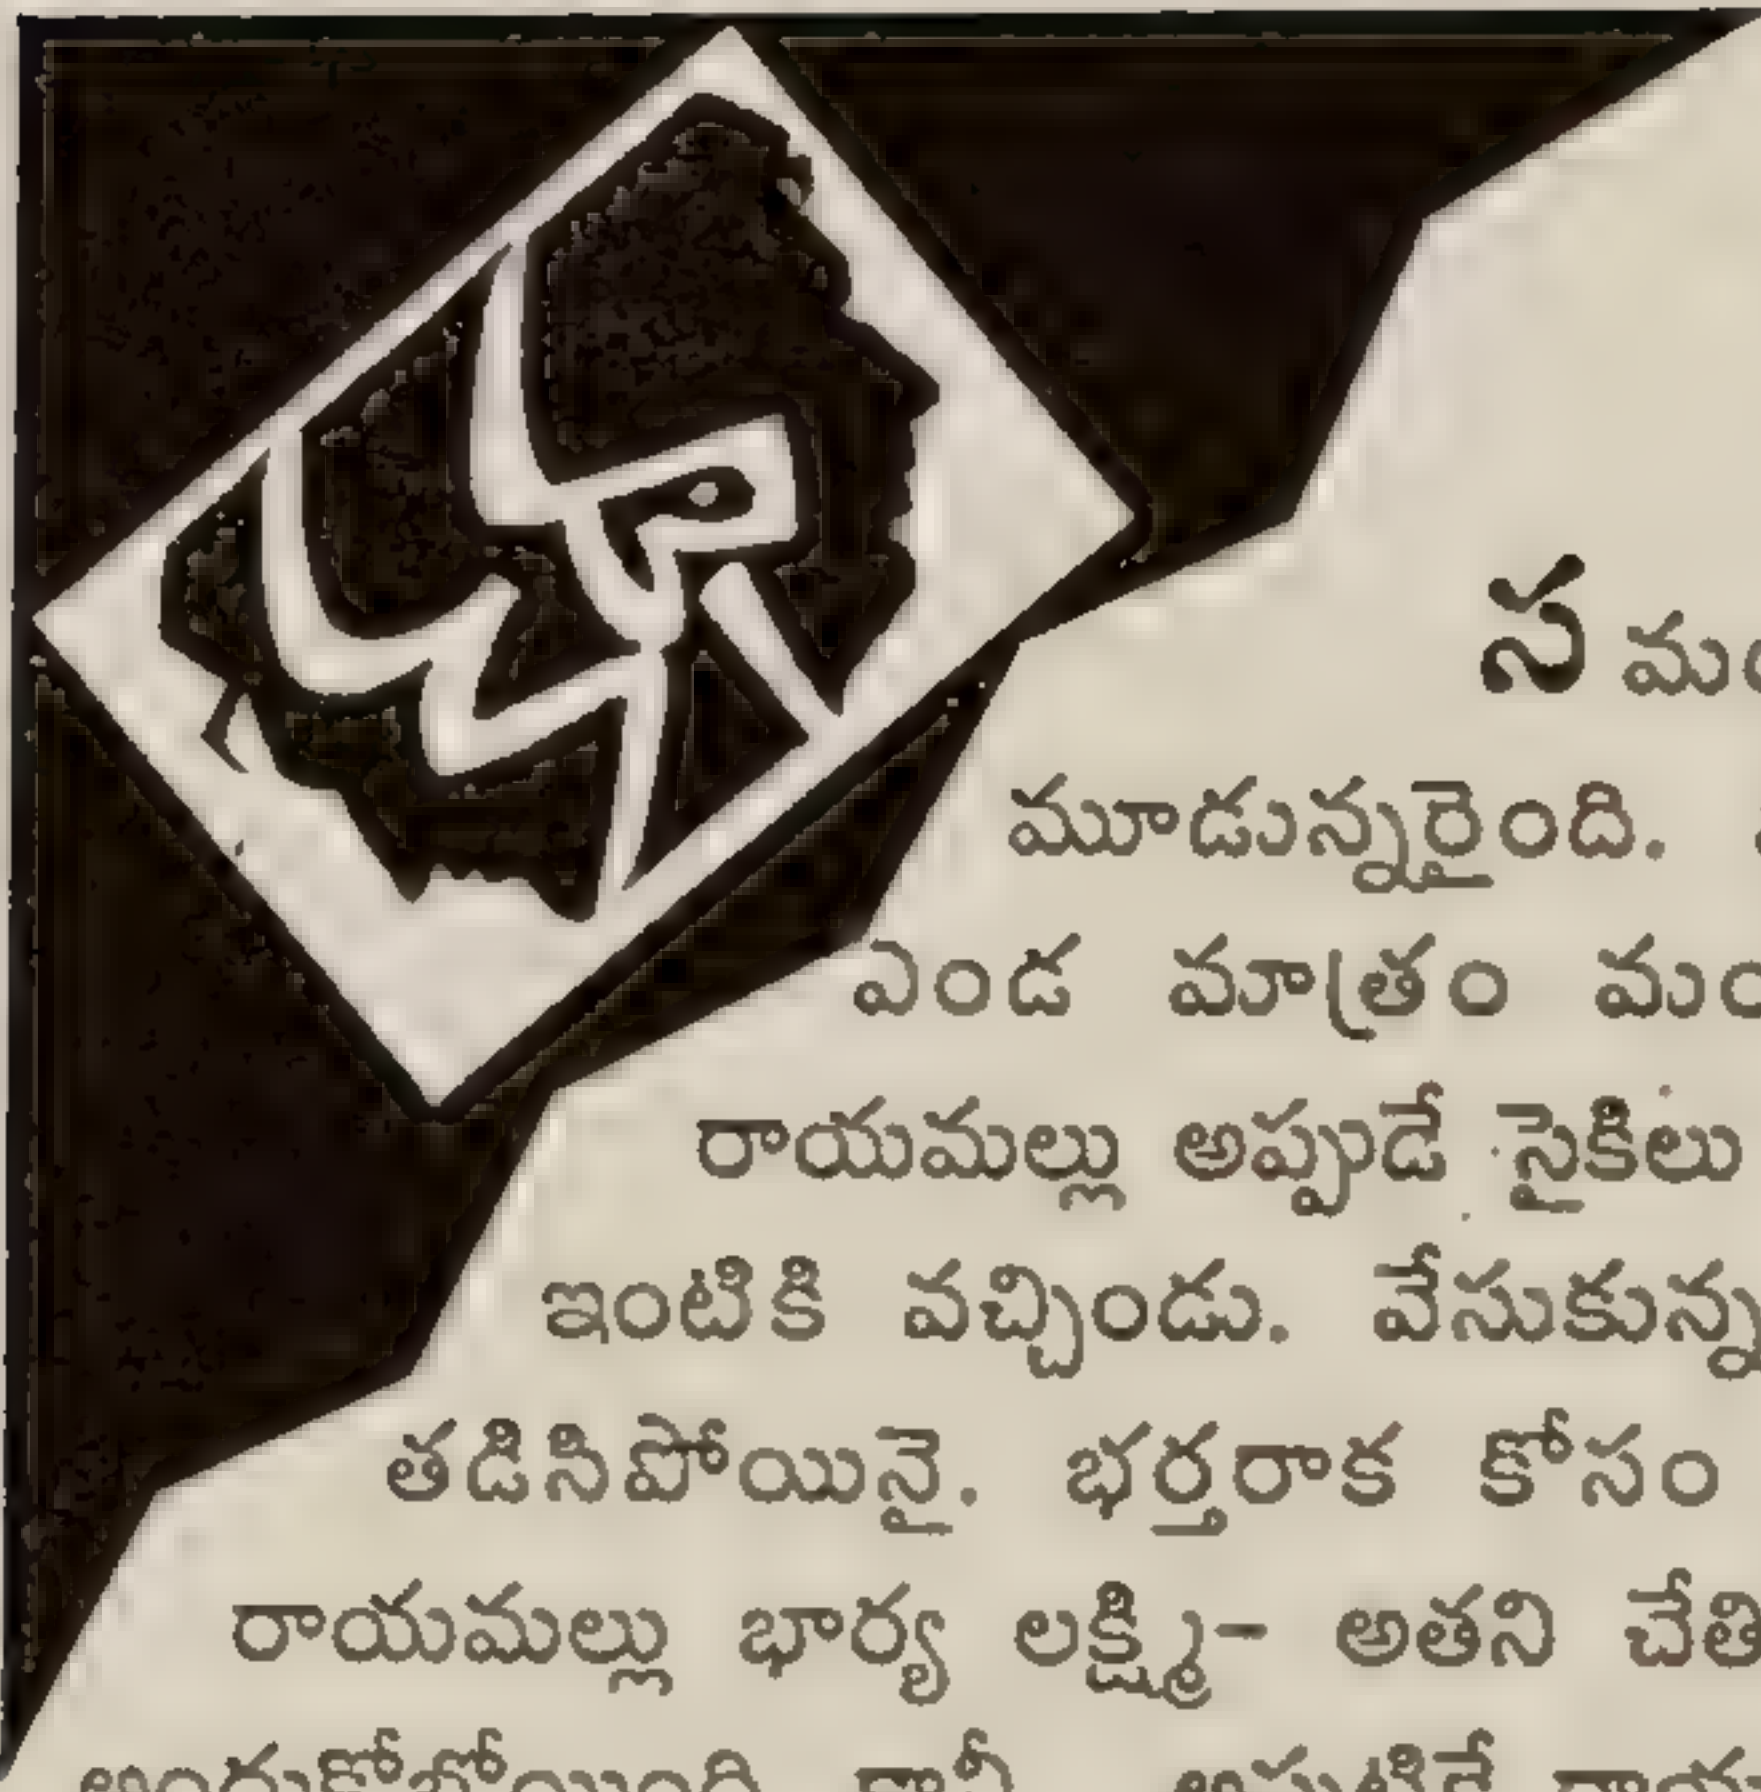 మూడున్నరైంది.
ఎండ మాత్రం
రాయమల్లు అప్పుడే సైకిలు
ఇంటికి వచ్చిండు. వేసుకున్న
తడిసిపోయినై. భర్తరాక కోసం
రాయమల్లు భార్య లక్ష్మి- అతని చేతి